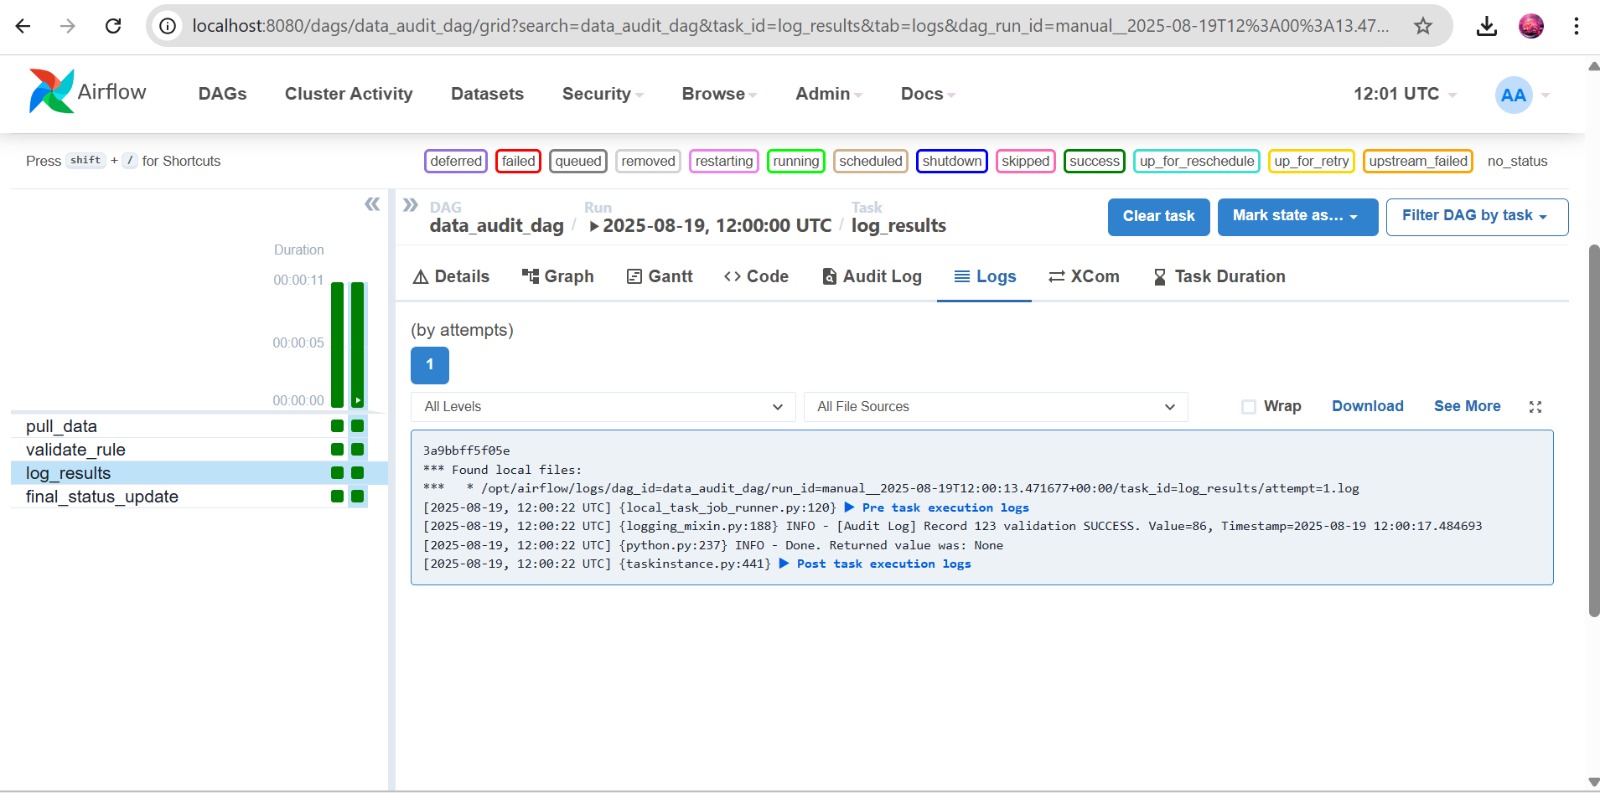 localhost:8080/dags/data_audit_dag/grid?search=data_audit_dag&task_id=log_results&tab=logs&dag_run_id=manual__2025-08-19T12%3A00%3A13.47...
Airflow DAGs Cluster Activity Datasets Security Browse Admin Docs 12:01 UTC AA
Press shift + / for Shortcuts deferred failed queued removed restarting running scheduled shutdown skipped success up_for_reschedule up_for_retry upstream_failed no_status
DAG Run Task
data_audit_dag / 2025-08-19, 12:00:00 UTC / log_results
Clear task Mark state as... Filter DAG by task
Duration
00:00:11
00:00:05
00:00:00
pull_data
validate_rule
log_results
final_status_update
Details Graph Gantt Code Audit Log Logs XCom Task Duration
(by attempts)
1
All Levels All File Sources Wrap Download See More
3a9bbff5f05e
*** Found local files:
***   * /opt/airflow/logs/dag_id=data_audit_dag/run_id=manual__2025-08-19T12:00:13.471677+00:00/task_id=log_results/attempt=1.log
[2025-08-19, 12:00:22 UTC] {local_task_job_runner.py:120} ▶ Pre task execution logs
[2025-08-19, 12:00:22 UTC] {logging_mixin.py:188} INFO - [Audit Log] Record 123 validation SUCCESS. Value=86, Timestamp=2025-08-19 12:00:17.484693
[2025-08-19, 12:00:22 UTC] {python.py:237} INFO - Done. Returned value was: None
[2025-08-19, 12:00:22 UTC] {taskinstance.py:441} ▶ Post task execution logs